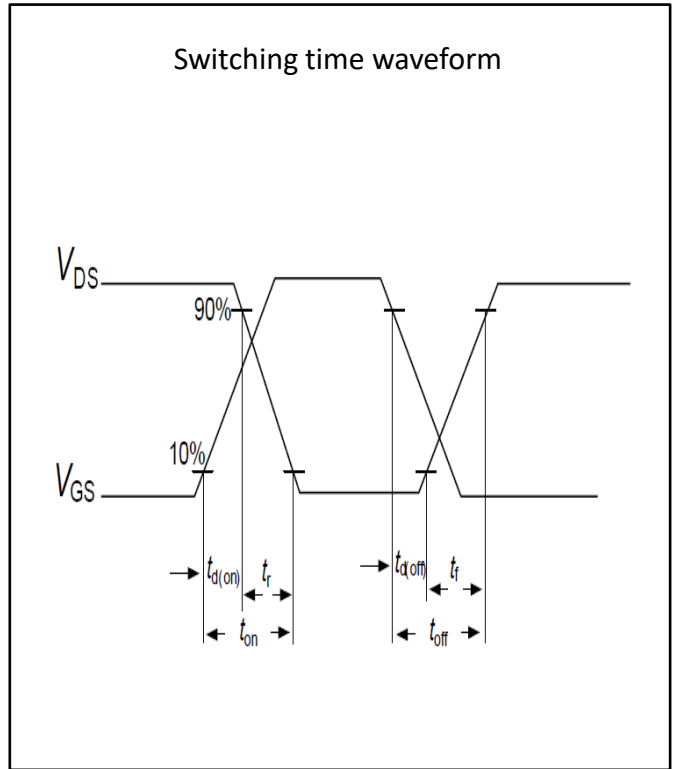 Switching time waveform
VDS
90%
10%
VGS
td(on) tr td(off) tf
ton toff